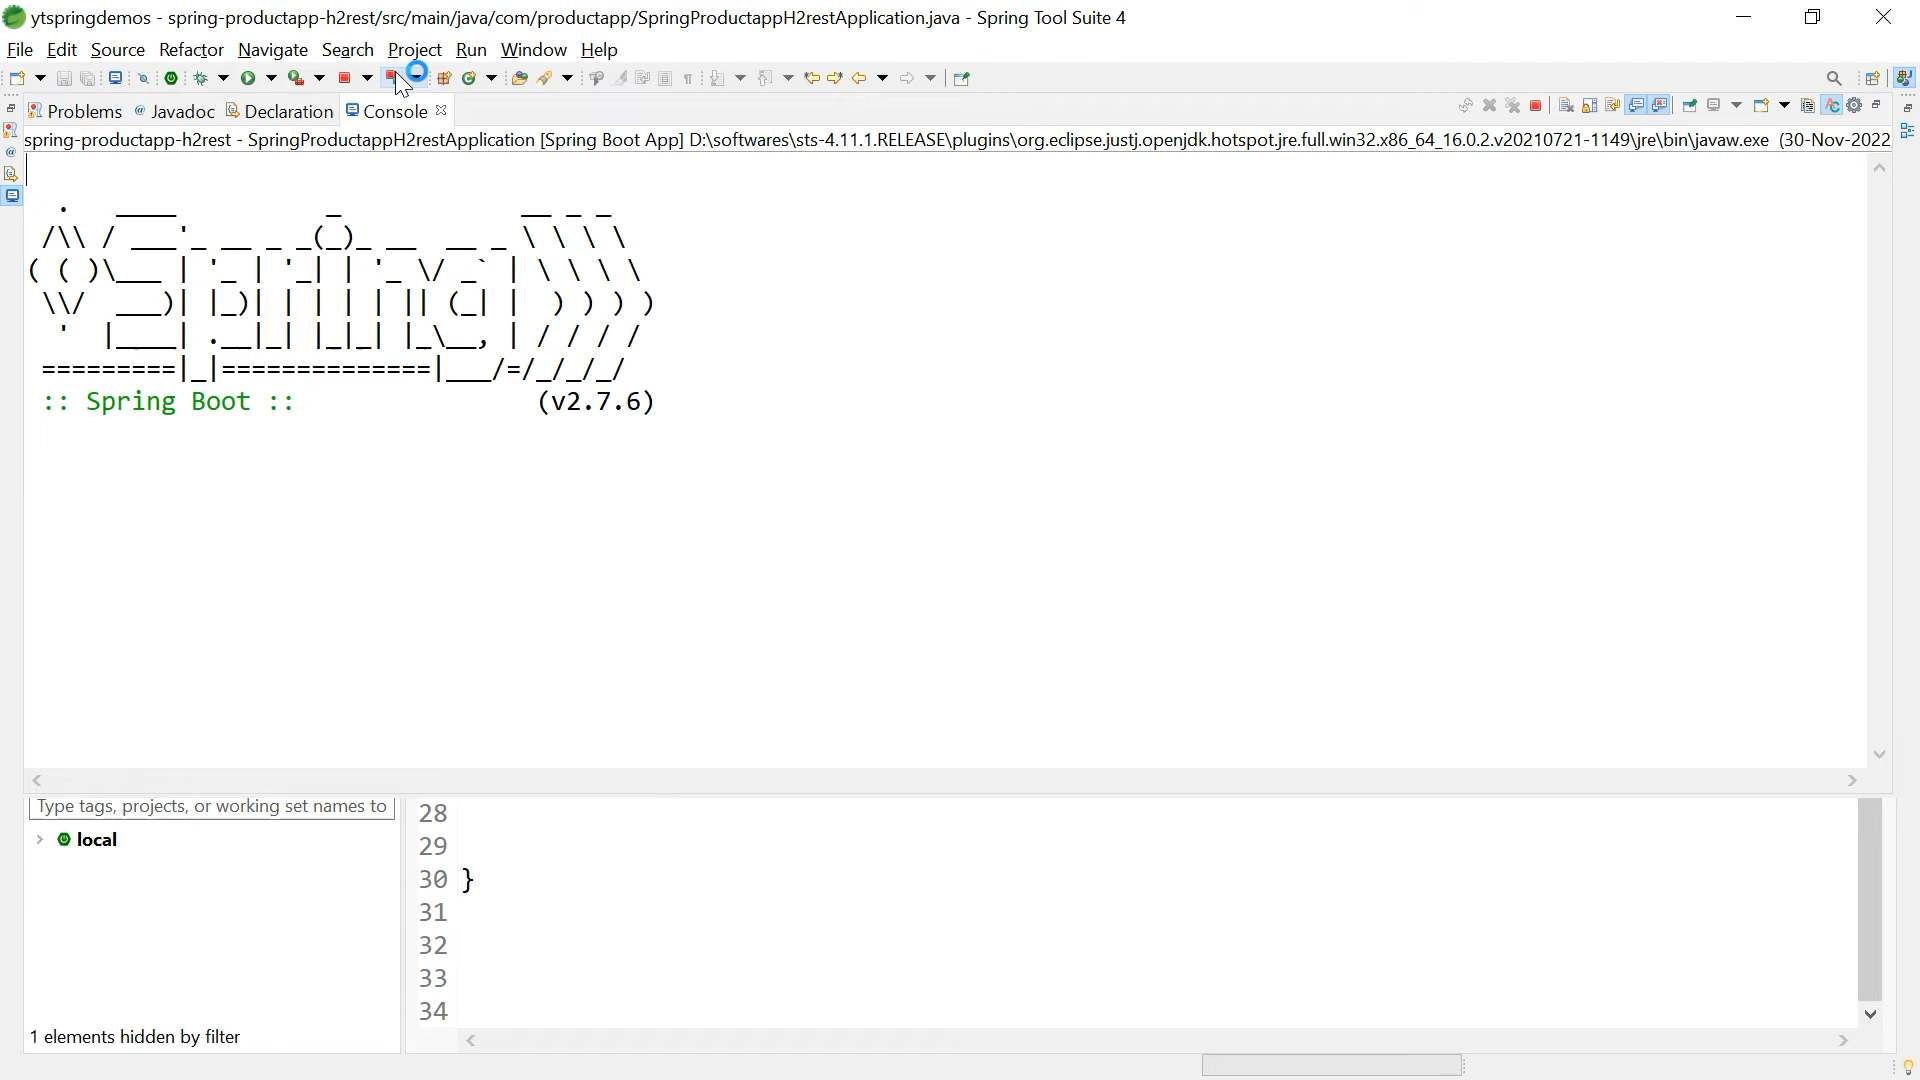 ytspringdemos - spring-productapp-h2rest/src/main/java/com/productapp/SpringProductappH2restApplication.java - Spring Tool Suite 4
File Edit Source Refactor Navigate Search Project Run Window Help
Problems Javadoc Declaration Console
spring-productapp-h2rest - SpringProductappH2restApplication [Spring Boot App] D:\softwares\sts-4.11.1.RELEASE\plugins\org.eclipse.justj.openjdk.hotspot.jre.full.win32.x86_64_16.0.2.v20210721-1149\jre\bin\javaw.exe (30-Nov-2022,
  .   ____          _            __ _ _
 /\\ / ___'_ __ _ _(_)_ __  __ _ \ \ \ \
( ( )\___ | '_ | '_| | '_ \/ _` | \ \ \ \
 \\/  ___)| |_)| | | | | || (_| |  ) ) ) )
  '  |____| .__|_| |_|_| |_\__, | / / / /
 =========|_|==============|___/=/_/_/_/
 :: Spring Boot ::                (v2.7.6)
Type tags, projects, or working set names to
local
1 elements hidden by filter
28
29
30 }
31
32
33
34